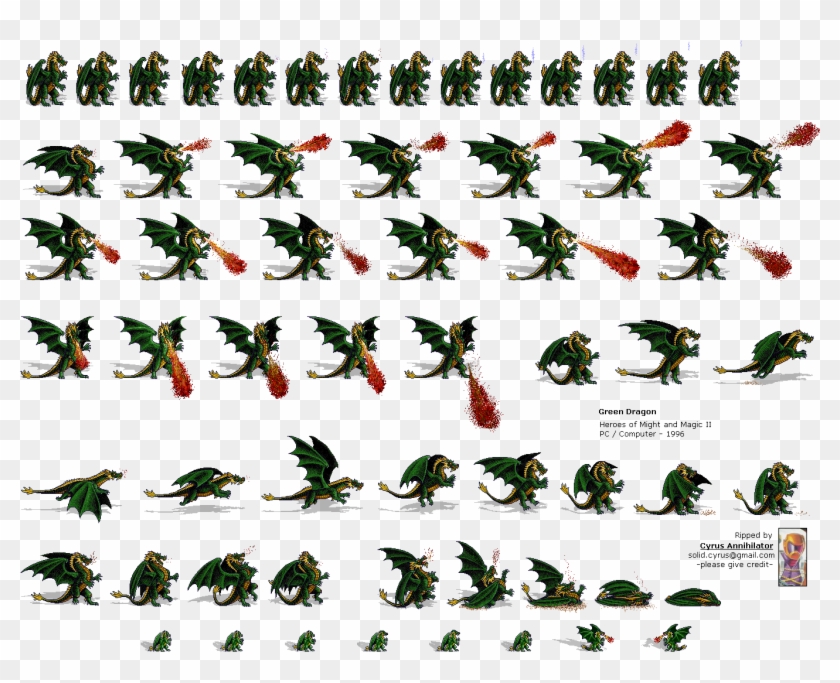 Green Dragon
Heroes of Might and Magic II
PC / Computer - 1996
Ripped by
Cyrus Annihilator
solid.cyrus@gmail.com
-please give credit-